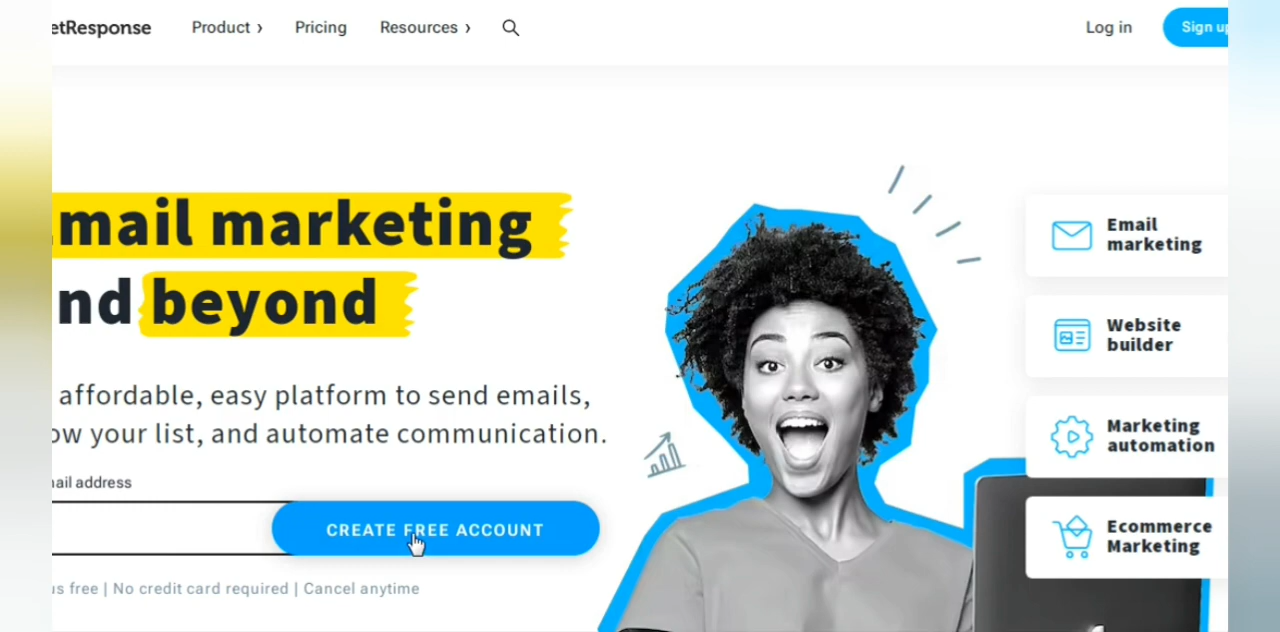 etResponse
Product ›
Pricing
Resources ›
Log in
Sign up
mail marketing
nd beyond
affordable, easy platform to send emails,
ow your list, and automate communication.
ail address
CREATE FREE ACCOUNT
s free | No credit card required | Cancel anytime
Email
marketing
Website
builder
Marketing
automation
Ecommerce
Marketing